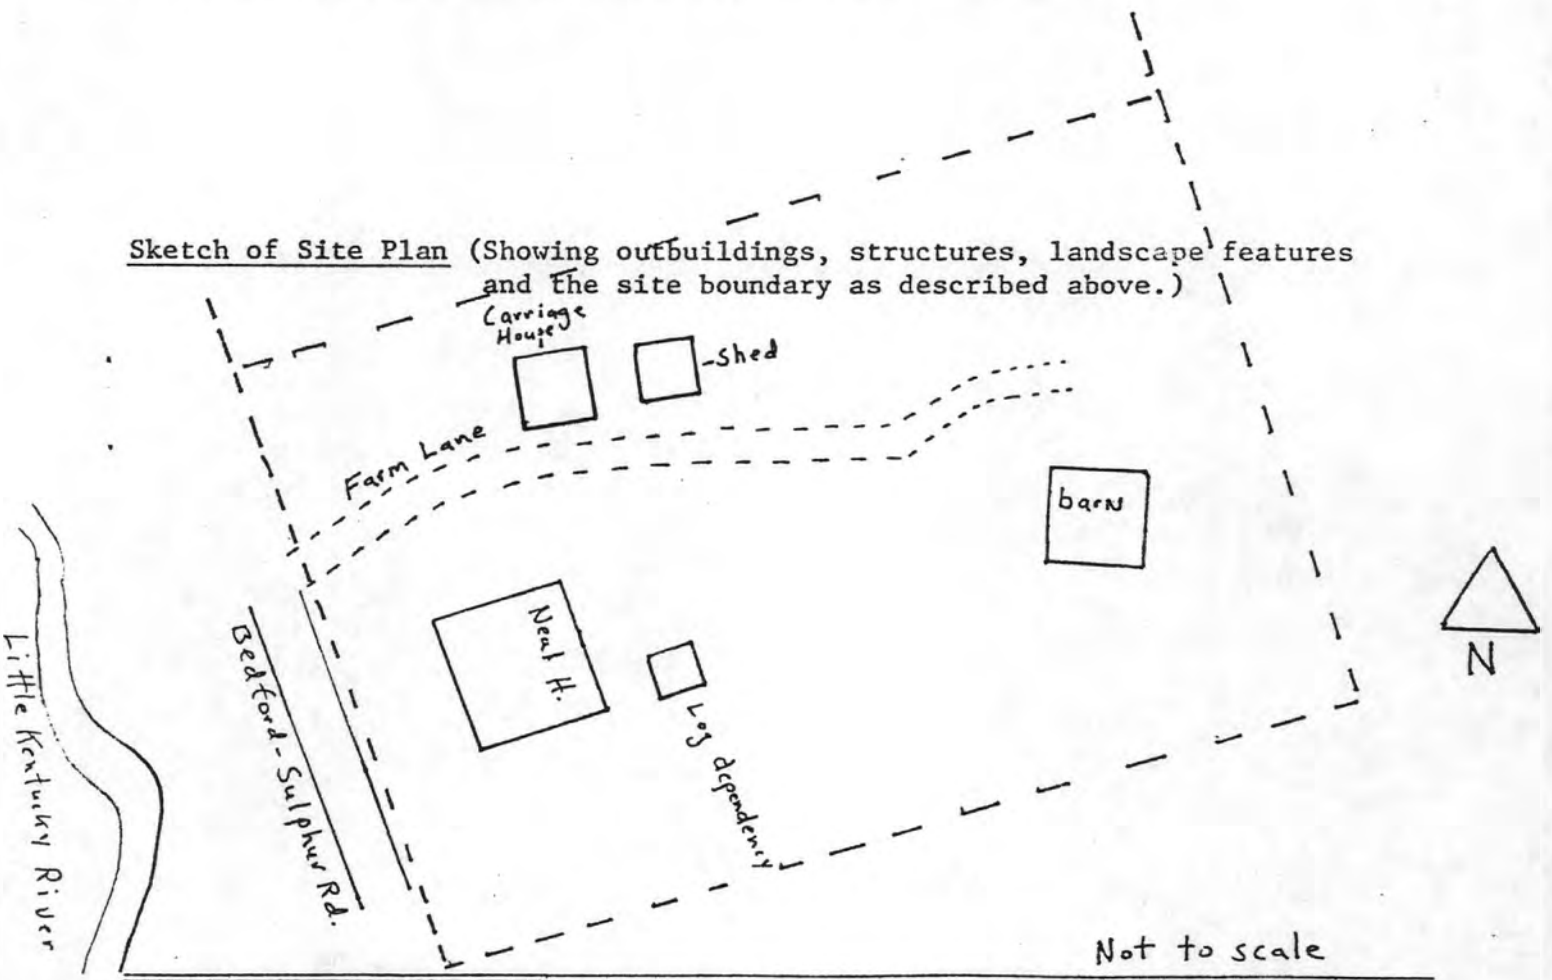 Sketch of Site Plan (Showing outbuildings, structures, landscape features
and the site boundary as described above.)
Carriage
House
-Shed
Farm Lane
barn
Neal H.
Log dependency
Bedford-Sulphur Rd.
Little Kentucky River
N
Not to scale